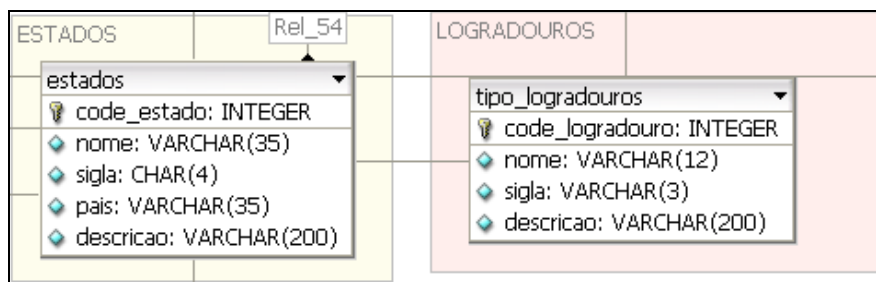 ESTADOS
Rel_54
estados
code_estado: INTEGER
nome: VARCHAR(35)
sigla: CHAR(4)
pais: VARCHAR(35)
descricao: VARCHAR(200)
LOGRADOUROS
tipo_logradouros
code_logradouro: INTEGER
nome: VARCHAR(12)
sigla: VARCHAR(3)
descricao: VARCHAR(200)